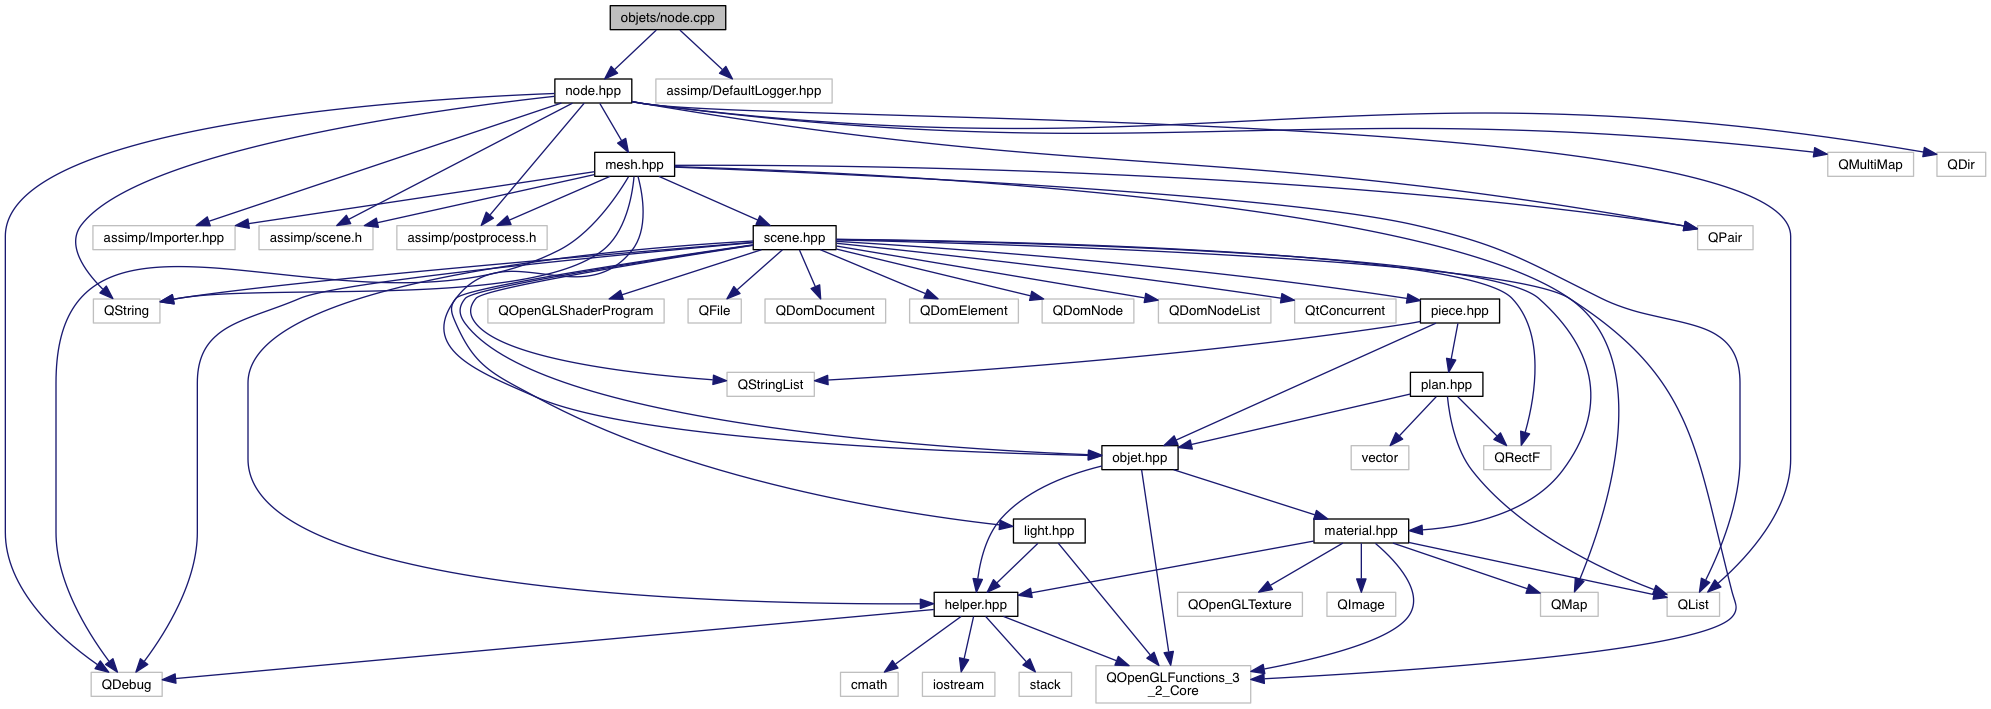 objets/node.cpp
node.hpp
assimp/DefaultLogger.hpp
mesh.hpp
QMultiMap
QDir
assimp/Importer.hpp
assimp/scene.h
assimp/postprocess.h
scene.hpp
QPair
QString
QOpenGLShaderProgram
QFile
QDomDocument
QDomElement
QDomNode
QDomNodeList
QtConcurrent
piece.hpp
QStringList
plan.hpp
objet.hpp
vector
QRectF
light.hpp
material.hpp
helper.hpp
QOpenGLTexture
QImage
QMap
QList
QDebug
cmath
iostream
stack
QOpenGLFunctions_3
_2_Core